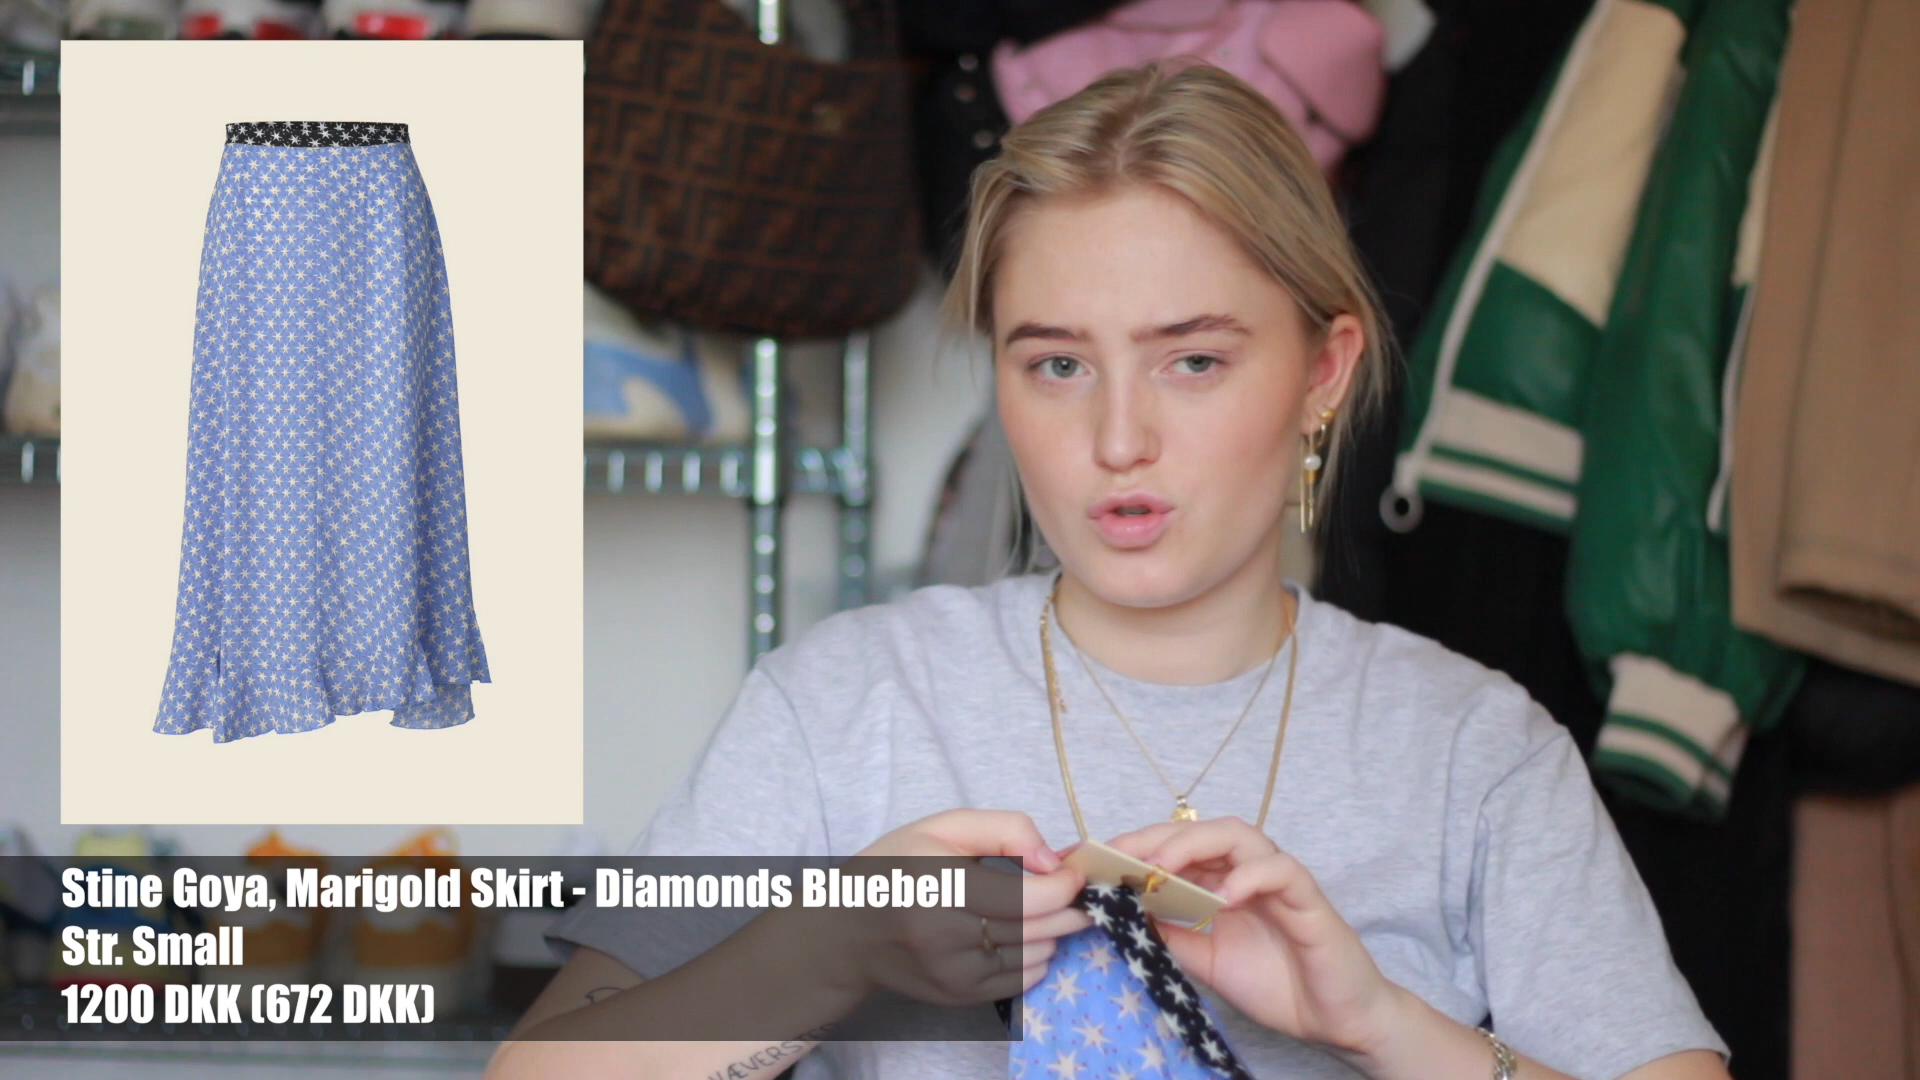 Stine Goya, Marigold Skirt - Diamonds Bluebell
Str. Small
1200 DKK (672 DKK)